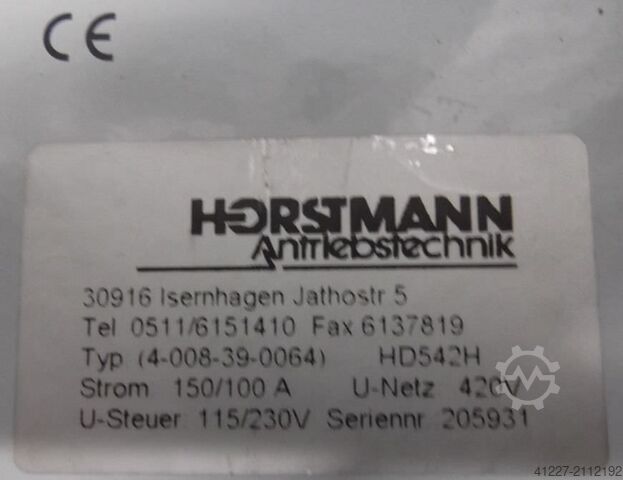 CE
HORSTMANN
Antriebstechnik
30916 Isernhagen Jathostr 5
Tel 0511/6151410 Fax 6137819
Typ (4-008-39-0064) HD542H
Strom 150/100 A U-Netz 420V
U-Steuer 115/230V Seriennr 205931
41227-2112192